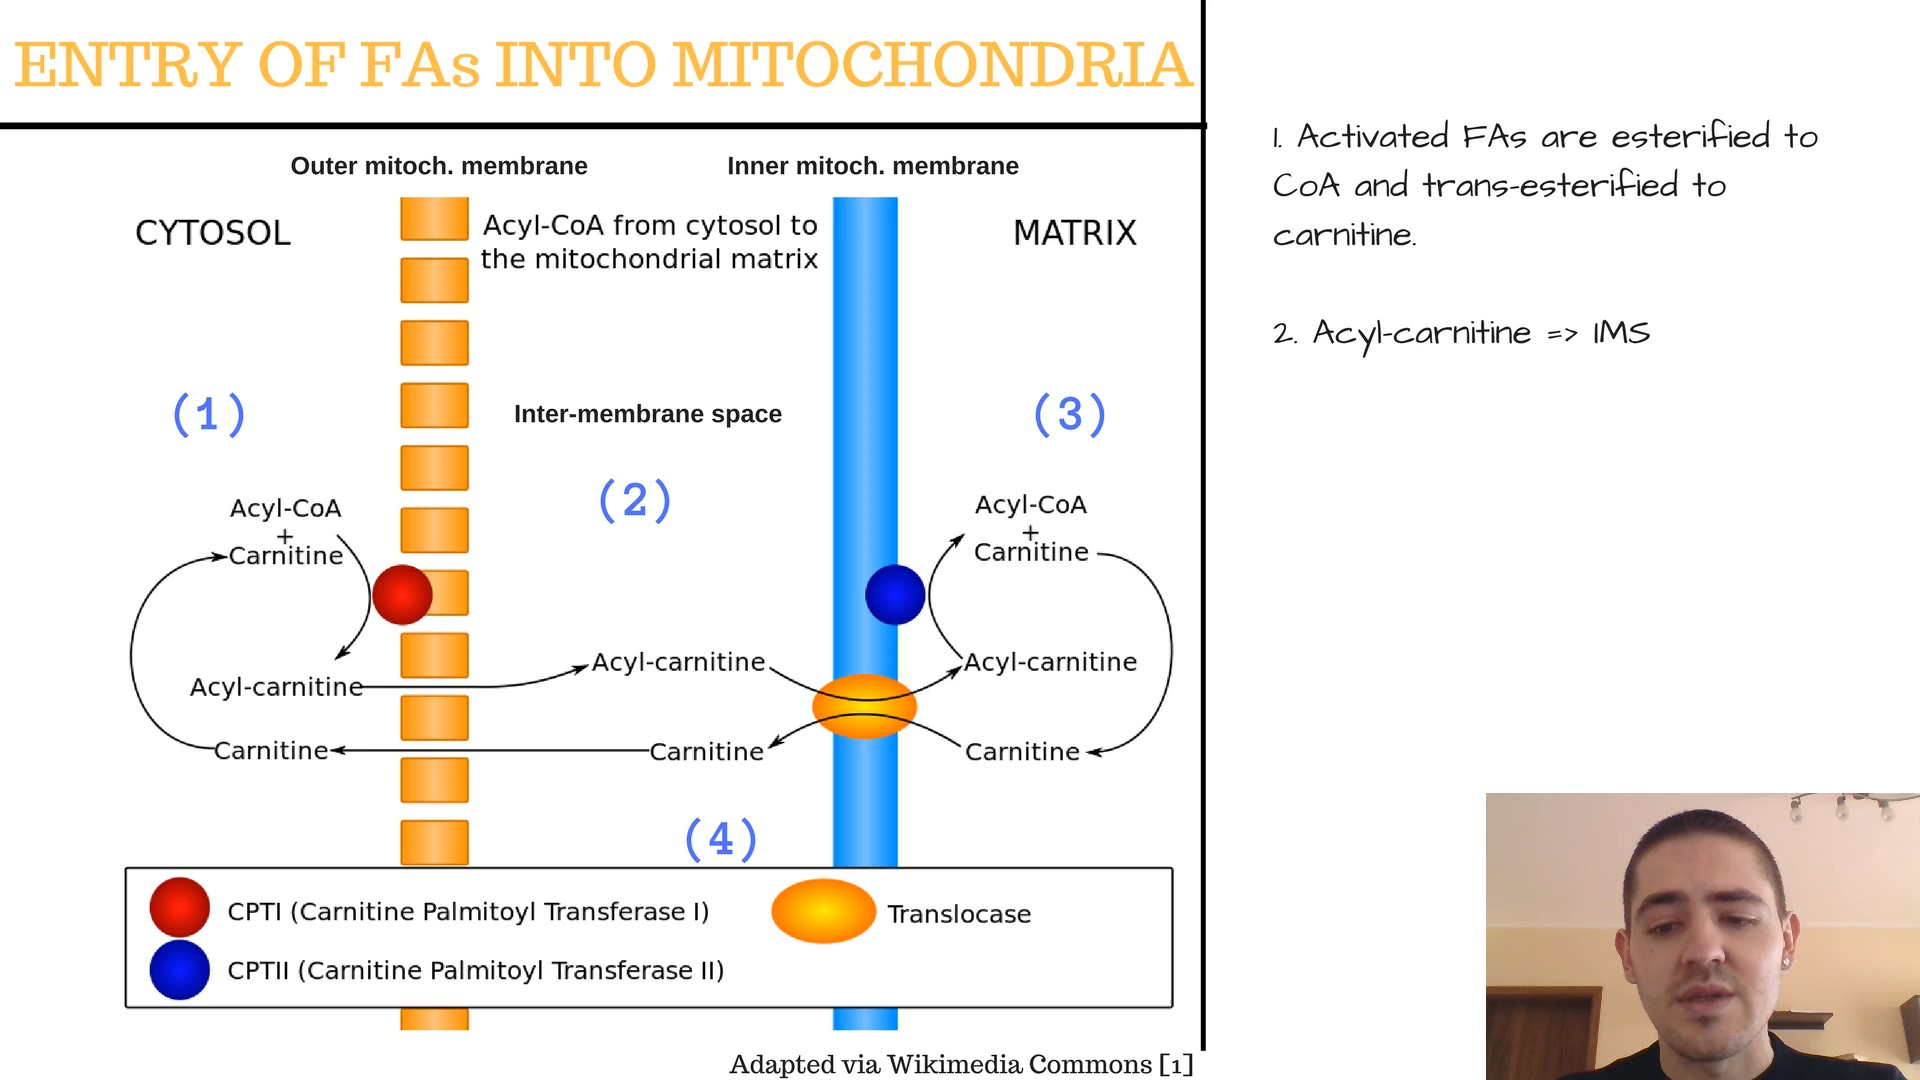 ENTRY OF FAs INTO MITOCHONDRIA
Outer mitoch. membrane
Inner mitoch. membrane
CYTOSOL
Acyl-CoA from cytosol to
the mitochondrial matrix
MATRIX
(1)
Inter-membrane space
(3)
(2)
Acyl-CoA
+
Carnitine
Acyl-CoA
+
Carnitine
Acyl-carnitine
Acyl-carnitine
Acyl-carnitine
Carnitine
Carnitine
Carnitine
(4)
CPTI (Carnitine Palmitoyl Transferase I)
Translocase
CPTII (Carnitine Palmitoyl Transferase II)
Adapted via Wikimedia Commons [1]
1. Activated FAs are esterified to
CoA and trans-esterified to
carnitine.
2. Acyl-carnitine => IMS